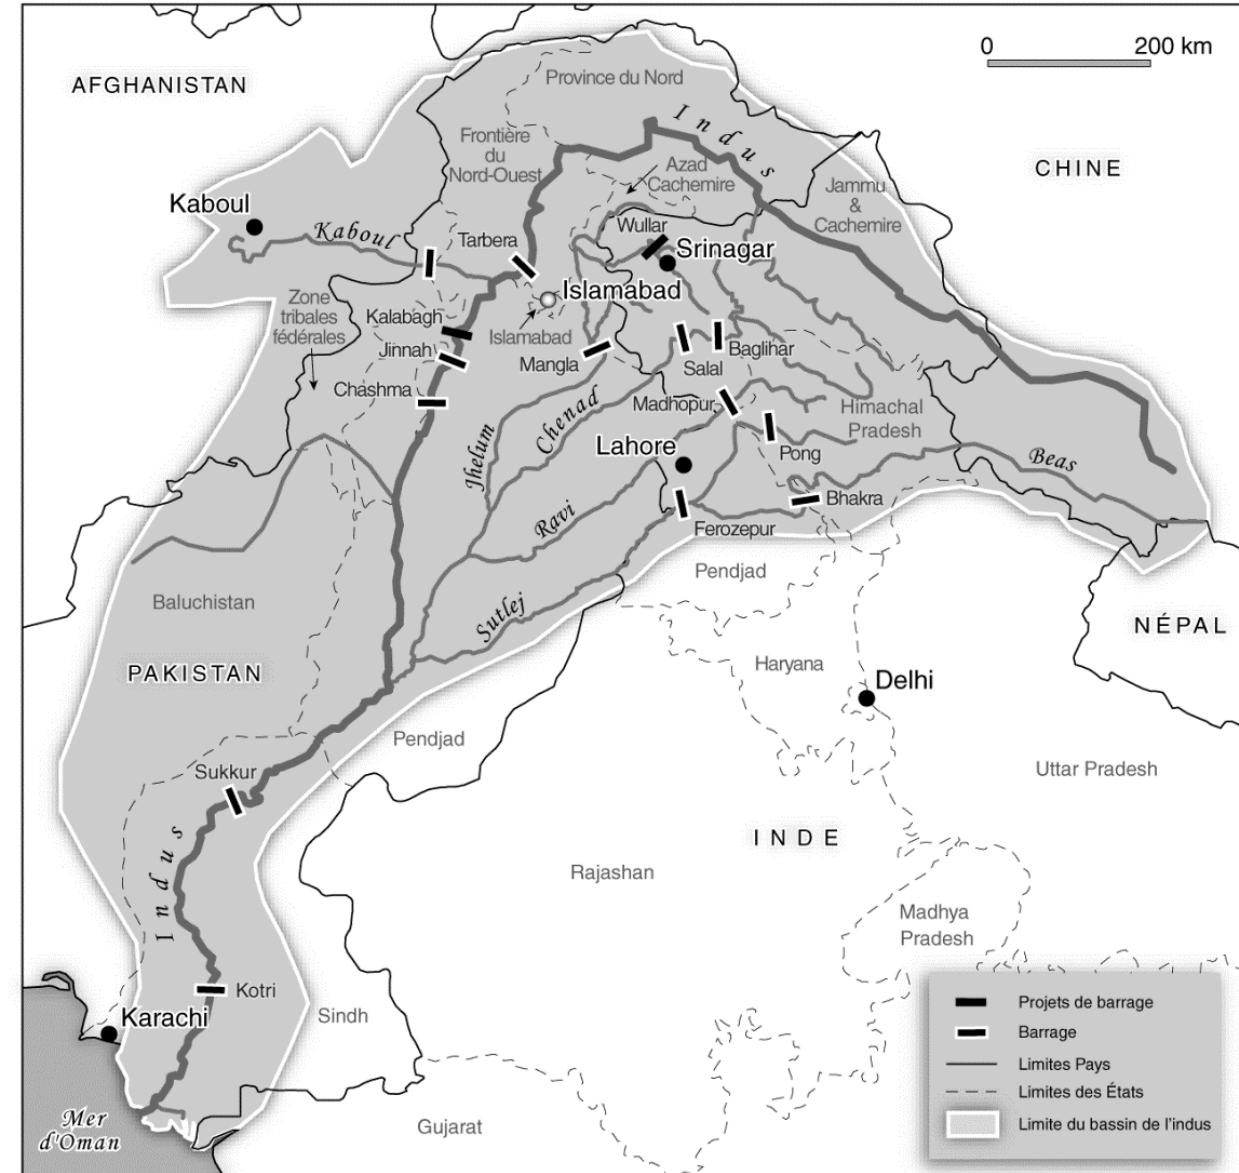 0 200 km
AFGHANISTAN
Province du Nord
Indus
Frontière
du
Nord-Ouest
Azad
Cachemire
CHINE
Jammu
&
Cachemire
Kaboul
Kaboul
Tarbera
Wullar
Srinagar
Islamabad
Zone
tribales
fédérales
Kalabagh
Islamabad
Jinnah
Mangla
Baglihar
Salal
Chashma
Madhopur
Himachal
Pradesh
Jhelum
Chenad
Lahore
Pong
Beas
Bhakra
Ravi
Ferozepur
Pendjad
Baluchistan
Sutlej
NÉPAL
PAKISTAN
Haryana
Delhi
Pendjad
Sukkur
Uttar Pradesh
INDE
Indus
Rajashan
Madhya
Pradesh
Kotri
Karachi
Sindh
Projets de barrage
Barrage
Limites Pays
Limites des États
Limite du bassin de l'indus
Mer
d'Oman
Gujarat